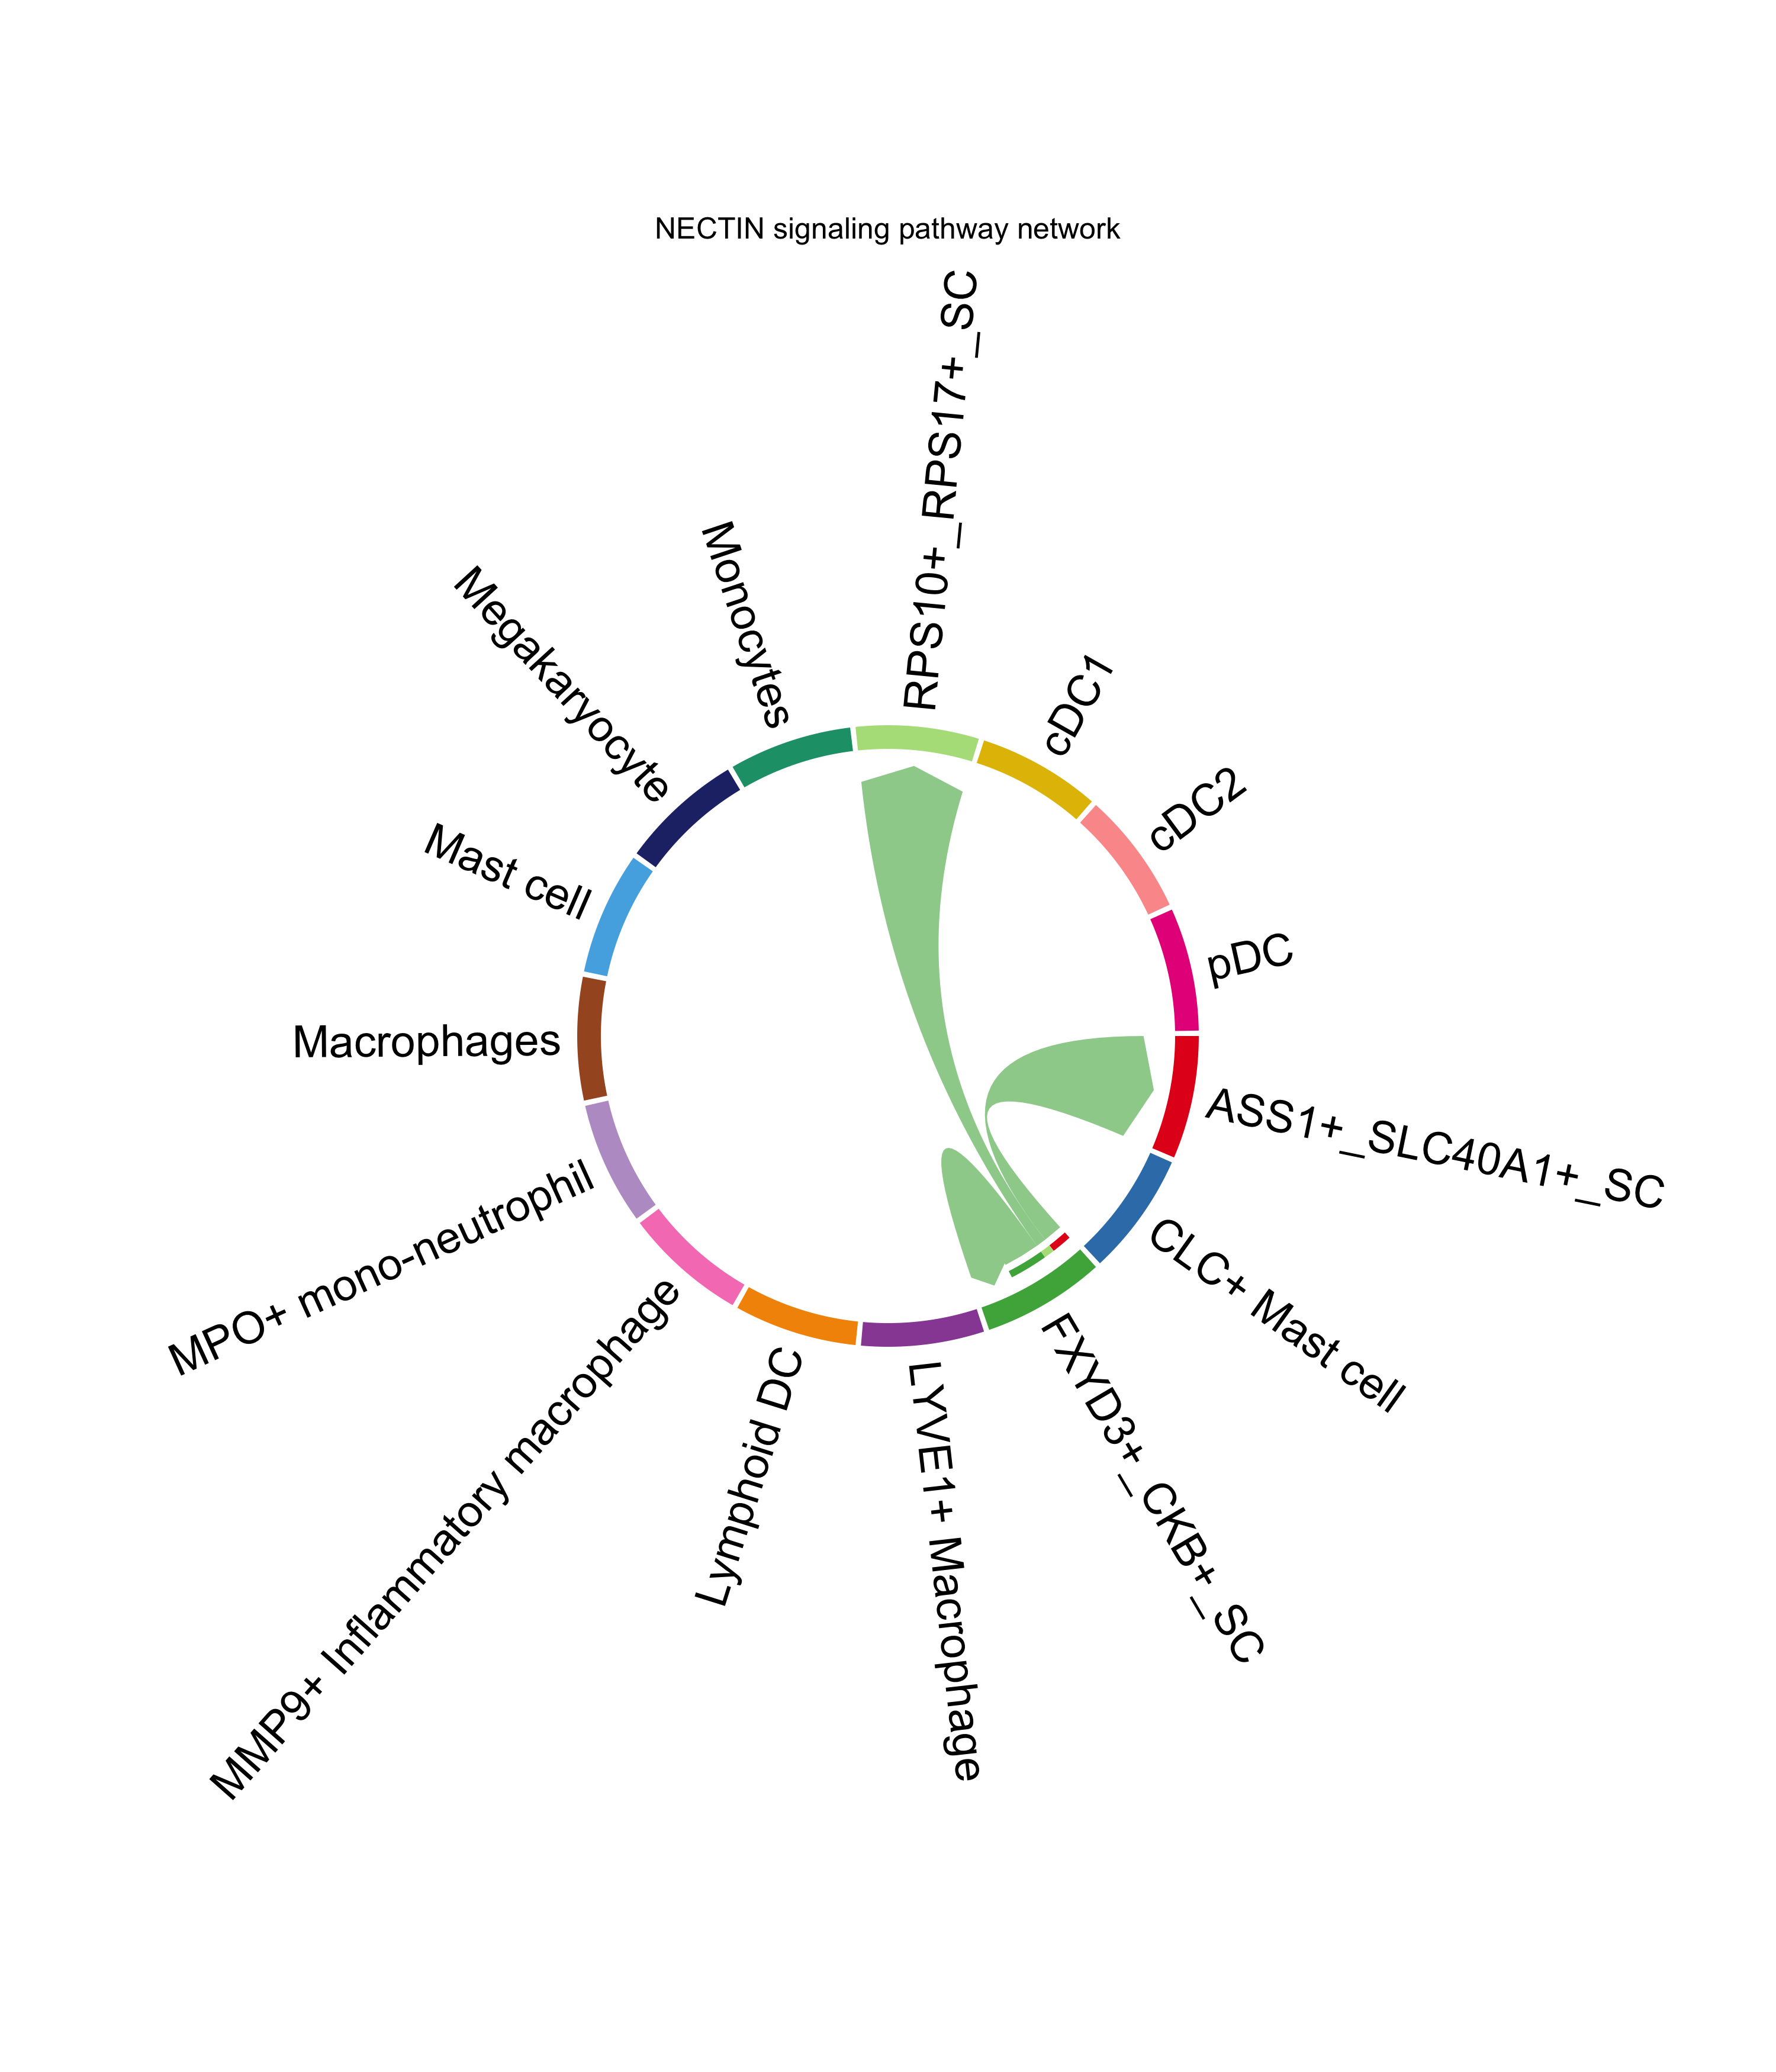 NECTIN signaling pathway network
RPS10+_RPS17+_SC
cDC1
cDC2
pDC
ASS1+_SLC40A1+_SC
CLC+ Mast cell
FXYD3+_CKB+_SC
LYVE1+ Macrophage
Lymphoid DC
MMP9+ Inflammatory macrophage
MPO+ mono-neutrophil
Macrophages
Mast cell
Megakaryocyte
Monocytes